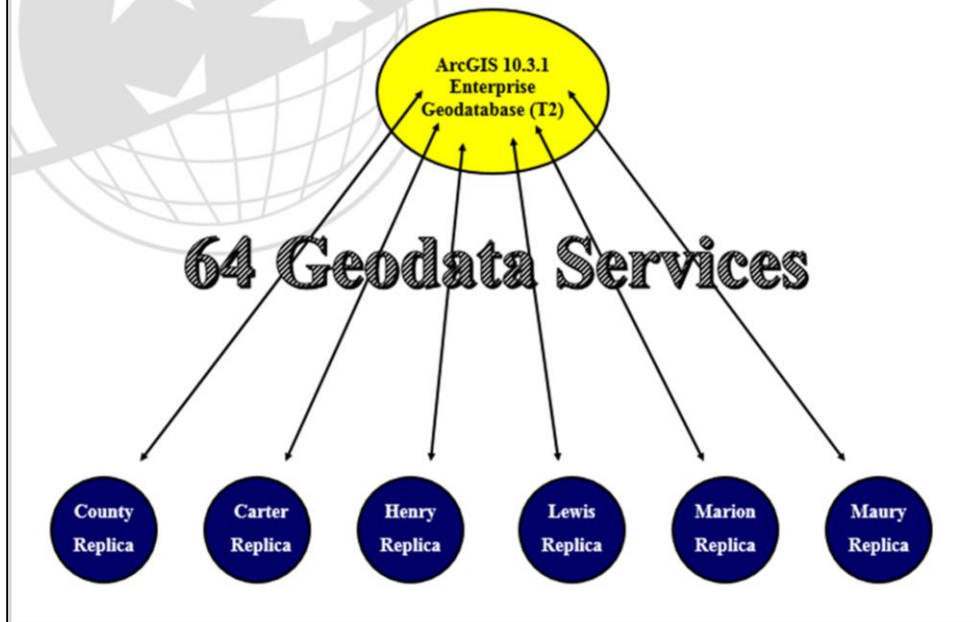 ArcGIS 10.3.1
Enterprise
Geodatabase (T2)
64 Geodata Services
County
Replica
Carter
Replica
Henry
Replica
Lewis
Replica
Marion
Replica
Maury
Replica